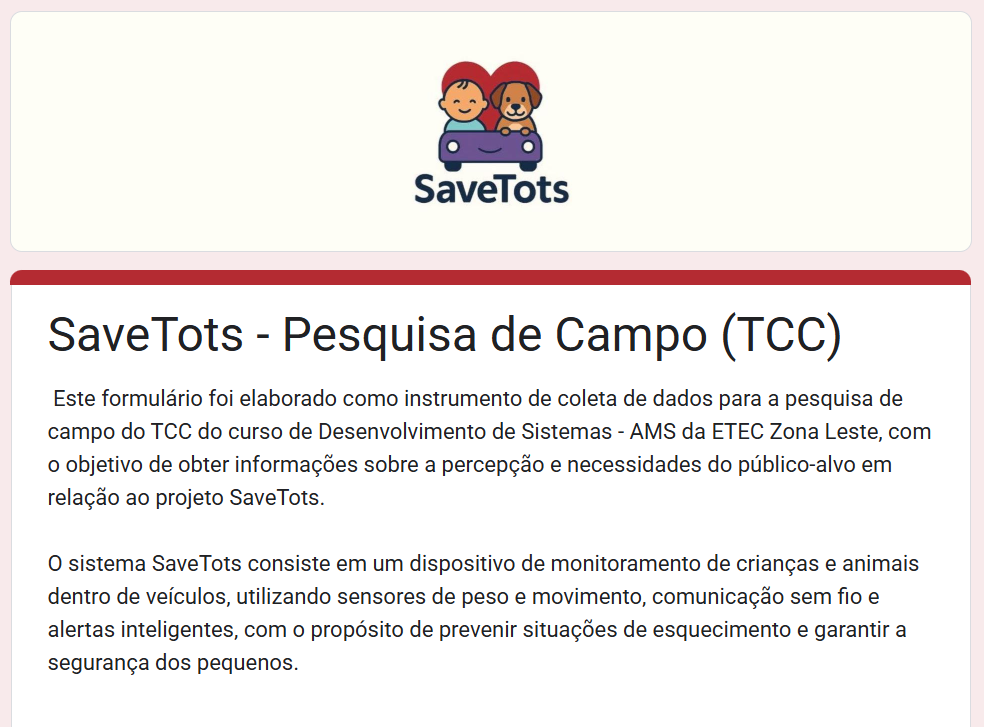 SaveTots
SaveTots - Pesquisa de Campo (TCC)
Este formulário foi elaborado como instrumento de coleta de dados para a pesquisa de
campo do TCC do curso de Desenvolvimento de Sistemas - AMS da ETEC Zona Leste, com
o objetivo de obter informações sobre a percepção e necessidades do público-alvo em
relação ao projeto SaveTots.
O sistema SaveTots consiste em um dispositivo de monitoramento de crianças e animais
dentro de veículos, utilizando sensores de peso e movimento, comunicação sem fio e
alertas inteligentes, com o propósito de prevenir situações de esquecimento e garantir a
segurança dos pequenos.